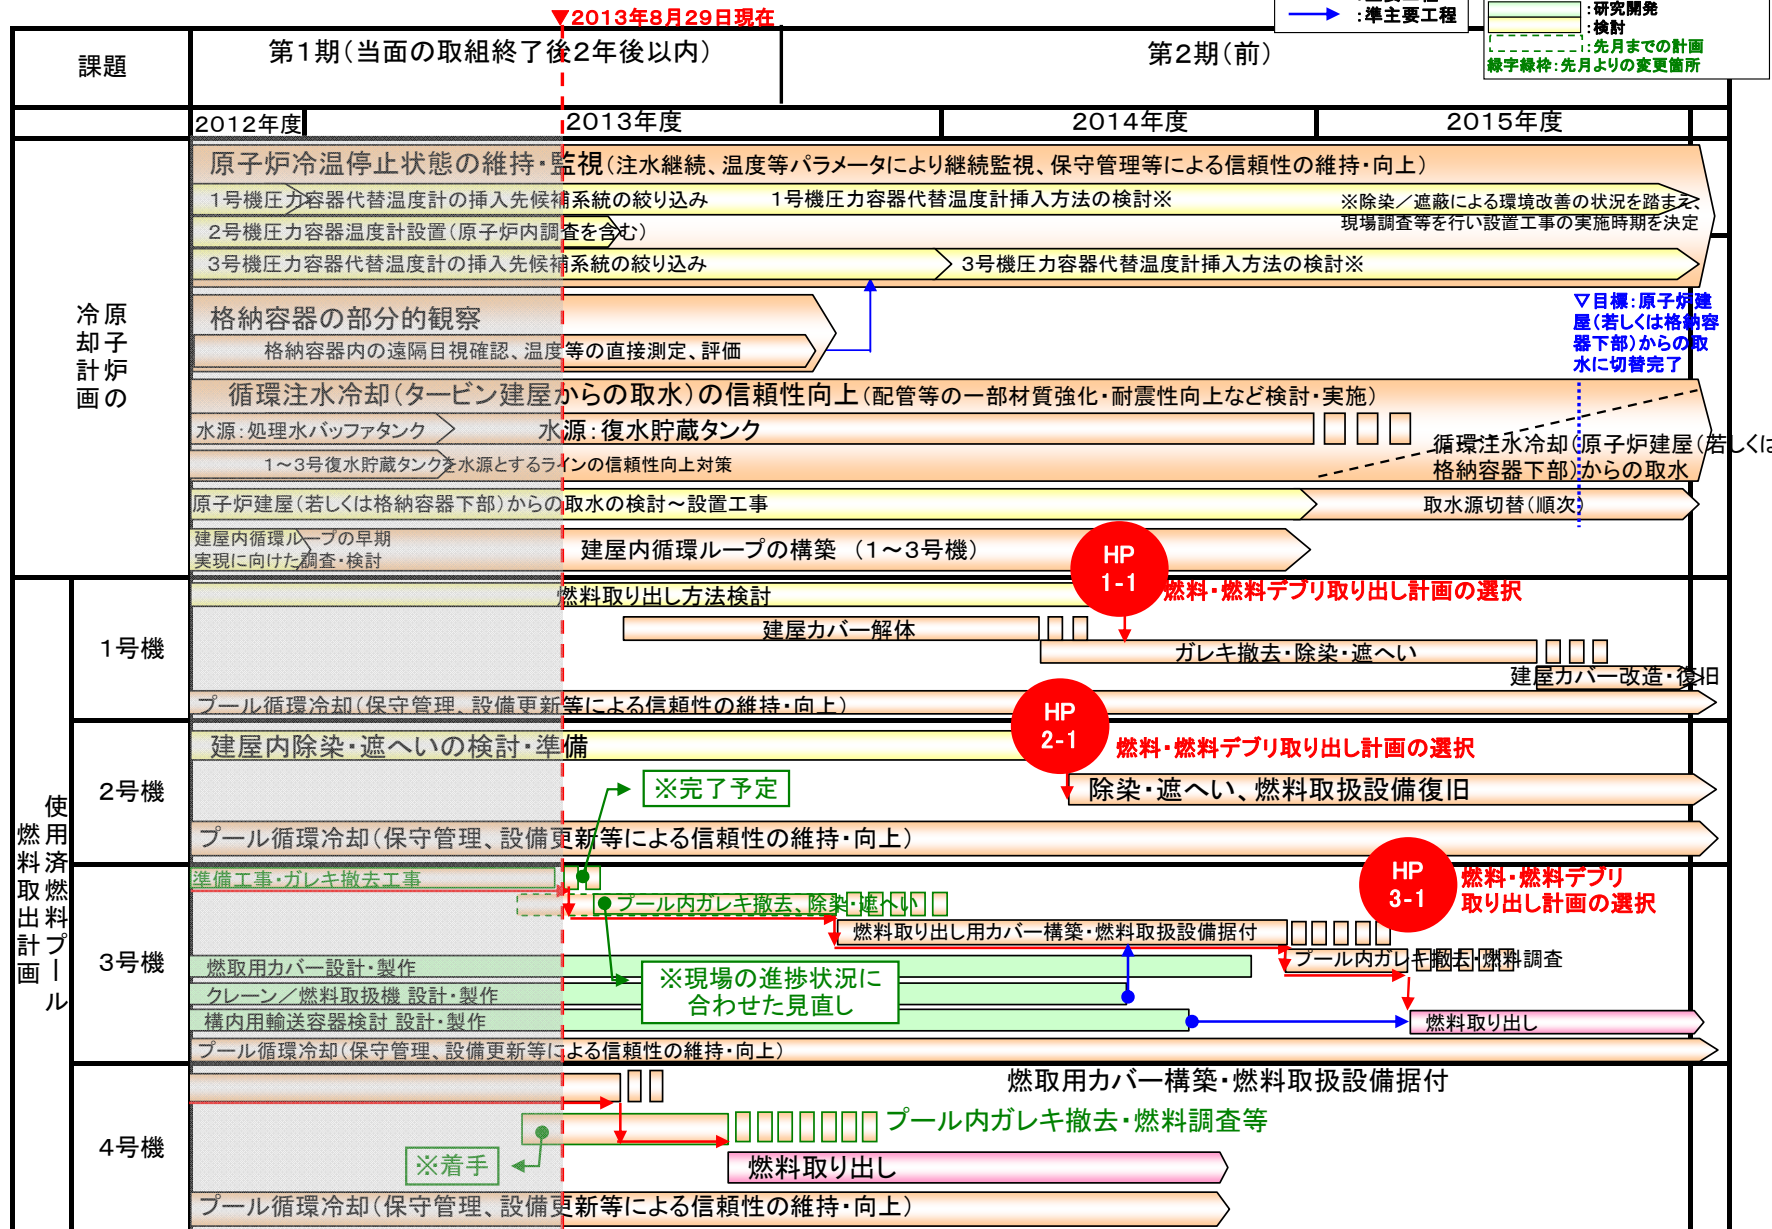 ▼2013年8月29日現在
:準主要工程
:研究開発
:検討
:先月までの計画
緑字緑枠:先月よりの変更箇所
課題
第1期(当面の取組終了後2年後以内)
第2期(前)
2012年度
2013年度
2014年度
2015年度
原子炉の冷却計画
原子炉冷温停止状態の維持・監視(注水継続、温度等パラメータにより継続監視、保守管理等による信頼性の維持・向上)
1号機圧力容器代替温度計の挿入先候補系統の絞り込み
1号機圧力容器代替温度計挿入方法の検討※
※除染/遮蔽による環境改善の状況を踏まえ、
現場調査等を行い設置工事の実施時期を決定
2号機圧力容器温度計設置(原子炉内調査を含む)
3号機圧力容器代替温度計の挿入先候補系統の絞り込み
3号機圧力容器代替温度計挿入方法の検討※
格納容器の部分的観察
格納容器内の遠隔目視確認、温度等の直接測定、評価
▽目標:原子炉建
屋(若しくは格納容
器下部)からの取
水に切替完了
循環注水冷却(タービン建屋からの取水)の信頼性向上(配管等の一部材質強化・耐震性向上など検討・実施)
水源:処理水バッファタンク
水源:復水貯蔵タンク
循環注水冷却(原子炉建屋(若しくは
格納容器下部)からの取水
1~3号復水貯蔵タンクを水源とするラインの信頼性向上対策
原子炉建屋(若しくは格納容器下部)からの取水の検討~設置工事
取水源切替(順次)
建屋内循環ループの早期
実現に向けた調査・検討
建屋内循環ループの構築 (1~3号機)
使用済燃料プール燃料取出計画
1号機
燃料取り出し方法検討
HP
1-1
燃料・燃料デブリ取り出し計画の選択
建屋カバー解体
ガレキ撤去・除染・遮へい
建屋カバー改造・復旧
プール循環冷却(保守管理、設備更新等による信頼性の維持・向上)
2号機
建屋内除染・遮へいの検討・準備
HP
2-1
燃料・燃料デブリ取り出し計画の選択
※完了予定
除染・遮へい、燃料取扱設備復旧
プール循環冷却(保守管理、設備更新等による信頼性の維持・向上)
3号機
準備工事・ガレキ撤去工事
プール内ガレキ撤去、除染・遮へい
HP
3-1
燃料・燃料デブリ
取り出し計画の選択
燃料取り出し用カバー構築・燃料取扱設備据付
プール内ガレキ撤去・燃料調査
燃取用カバー設計・製作
※現場の進捗状況に
合わせた見直し
クレーン/燃料取扱機 設計・製作
構内用輸送容器検討 設計・製作
燃料取り出し
プール循環冷却(保守管理、設備更新等による信頼性の維持・向上)
4号機
燃取用カバー構築・燃料取扱設備据付
プール内ガレキ撤去・燃料調査等
※着手
燃料取り出し
プール循環冷却(保守管理、設備更新等による信頼性の維持・向上)